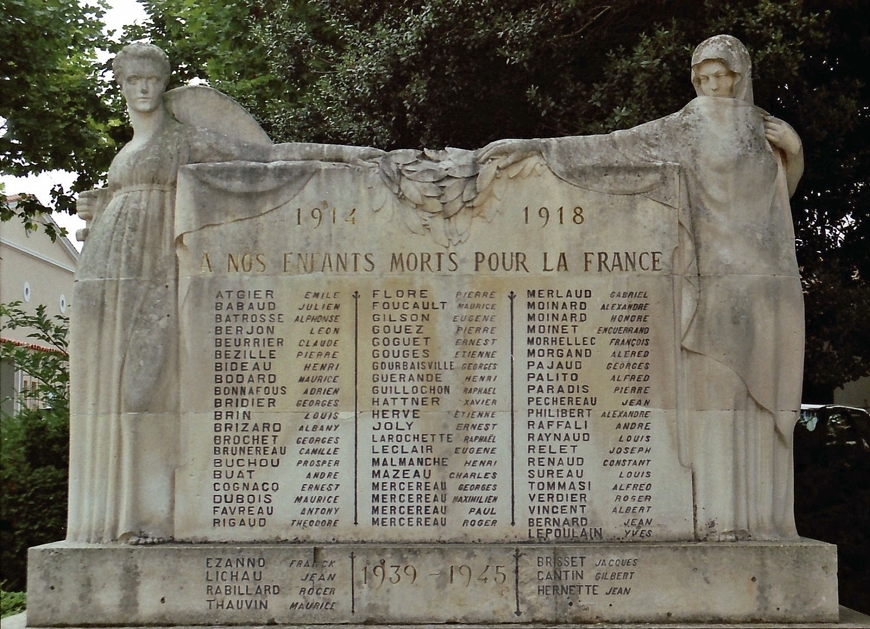 1914 1918
A NOS ENFANTS MORTS POUR LA FRANCE
ATGIER EMILE
BABAUD JULIEN
BATROSSE ALPHONSE
BERJON LEON
BEURRIER CLAUDE
BEZILLE PIERRE
BIDEAU HENRI
BODARD MAURICE
BONNAFOUS ADRIEN
BRIDIER GEORGES
BRIN LOUIS
BRIZARD ALBANY
BROCHET GEORGES
BRUNEREAU CAMILLE
BUCHOU PROSPER
BUAT ANDRE
COGNACQ ERNEST
DUBOIS MAURICE
FAVREAU ANTONY
RIGAUD THÉODORE
FLORE PIERRE
FOUCAULT MAURICE
GILSON EUGENE
GOUEZ PIERRE
GOGUET ERNEST
GOUGES ETIENNE
GOURBAISVILLE GEORGES
GUERANDE HENRI
GUILLOCHON RAPHAEL
HATTNER XAVIER
HERVE ETIENNE
JOLY ERNEST
LAROCHETTE RAPHAËL
LECLAIR EUGENE
MALMANCHE HENRI
MAZEAU CHARLES
MERCEREAU GEORGES
MERCEREAU MAXIMILIEN
MERCEREAU PAUL
MERCEREAU ROGER
MERLAUD GABRIEL
MOINARD ALEXANDRE
MOINARD HONORE
MOINET ENGUERRAND
MORHELLEC FRANÇOIS
MORGAND ALFRED
PAJAUD GEORGES
PALITO ALFRED
PARADIS PIERRE
PECHEREAU JEAN
PHILIBERT ALEXANDRE
RAFFALI ANDRE
RAYNAUD LOUIS
RELET JOSEPH
RENAUD CONSTANT
SUREAU LOUIS
TOMMASI ALFRED
VERDIER ROGER
VINCENT ALBERT
BERNARD JEAN
LEPOULAIN YVES
1939 - 1945
EZANNO FRANCK
LICHAU JEAN
RABILLARD ROGER
THAUVIN MAURICE
BRISSET JACQUES
CANTIN GILBERT
HERNETTE JEAN